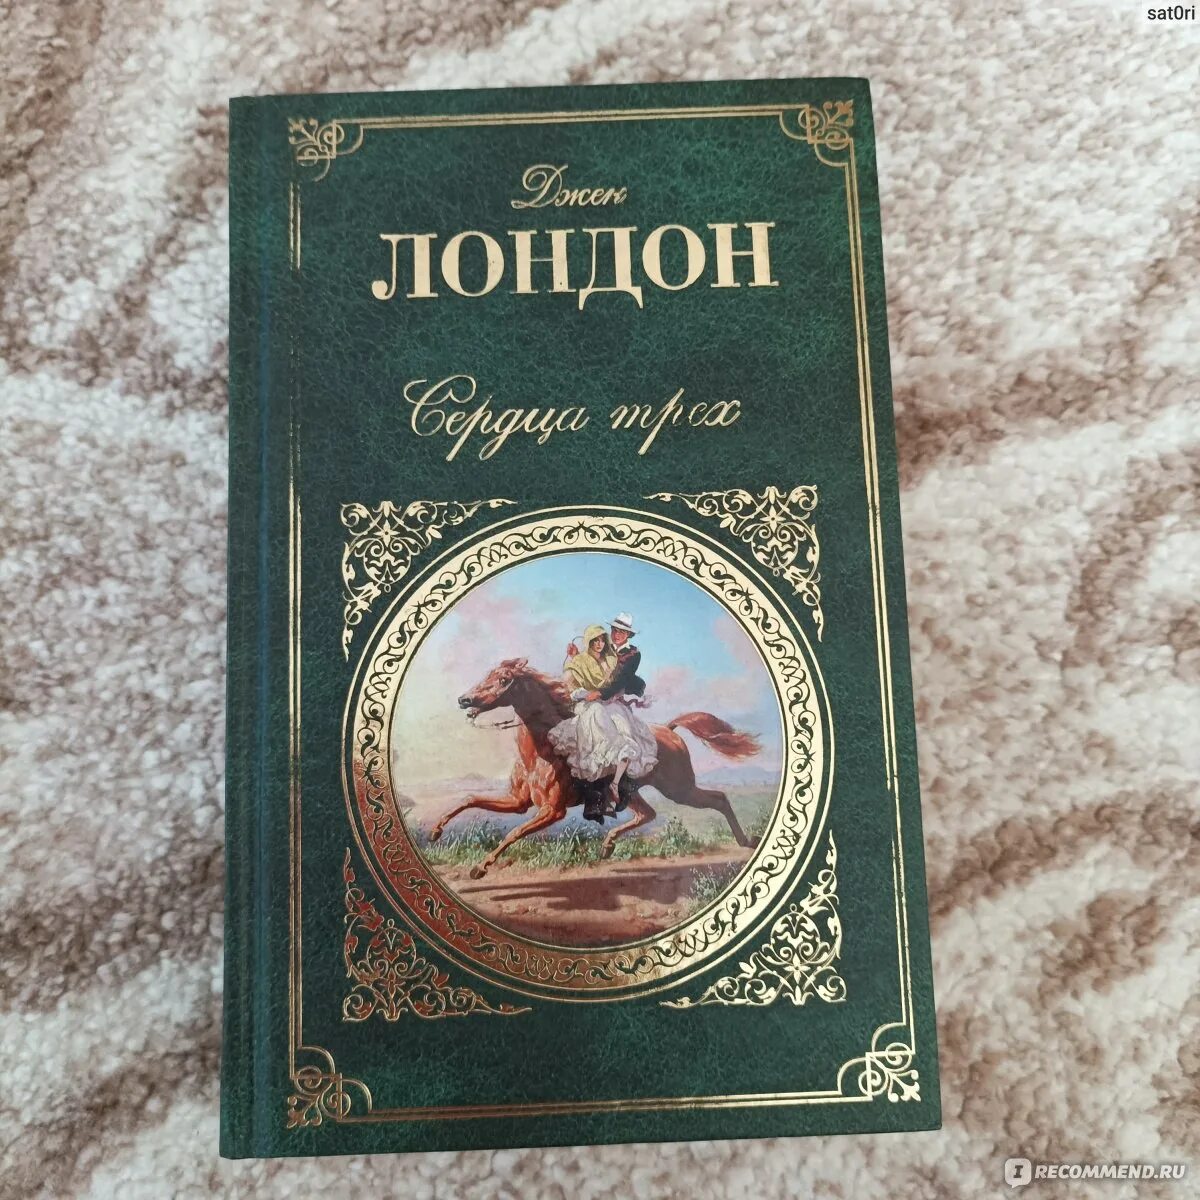 sat0ri
Джек
ЛОНДОН
Сердца трех
I RECOMMEND.RU